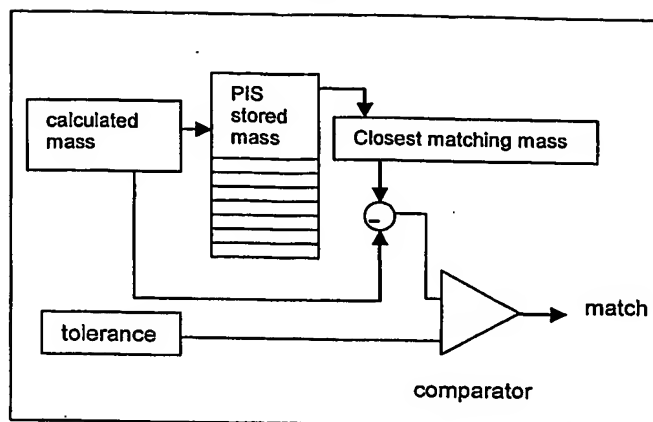 PIS
stored
mass
calculated
mass
Closest matching mass
-
tolerance
match
comparator